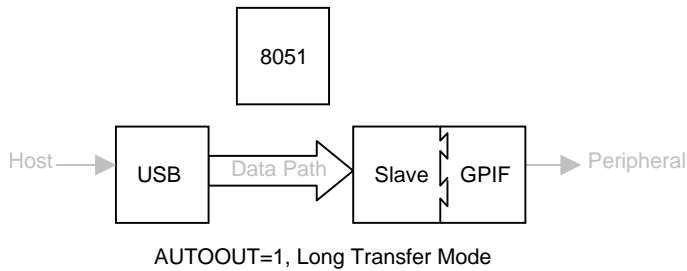 8051
Host
USB
Data Path
Slave
GPIF
Peripheral
AUTOOUT=1, Long Transfer Mode